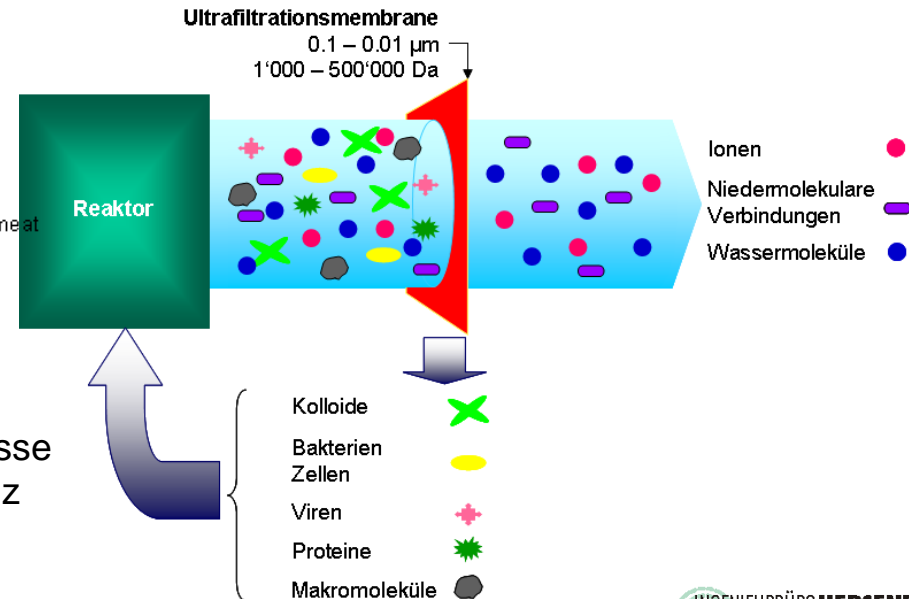 Ultrafiltrationsmembrane
0.1 – 0.01 µm
1‘000 – 500‘000 Da
Reaktor
Ionen
Niedermolekulare
Verbindungen
Wassermoleküle
Kolloide
Bakterien
Zellen
Viren
Proteine
Makromoleküle
INGENIEURBÜRO